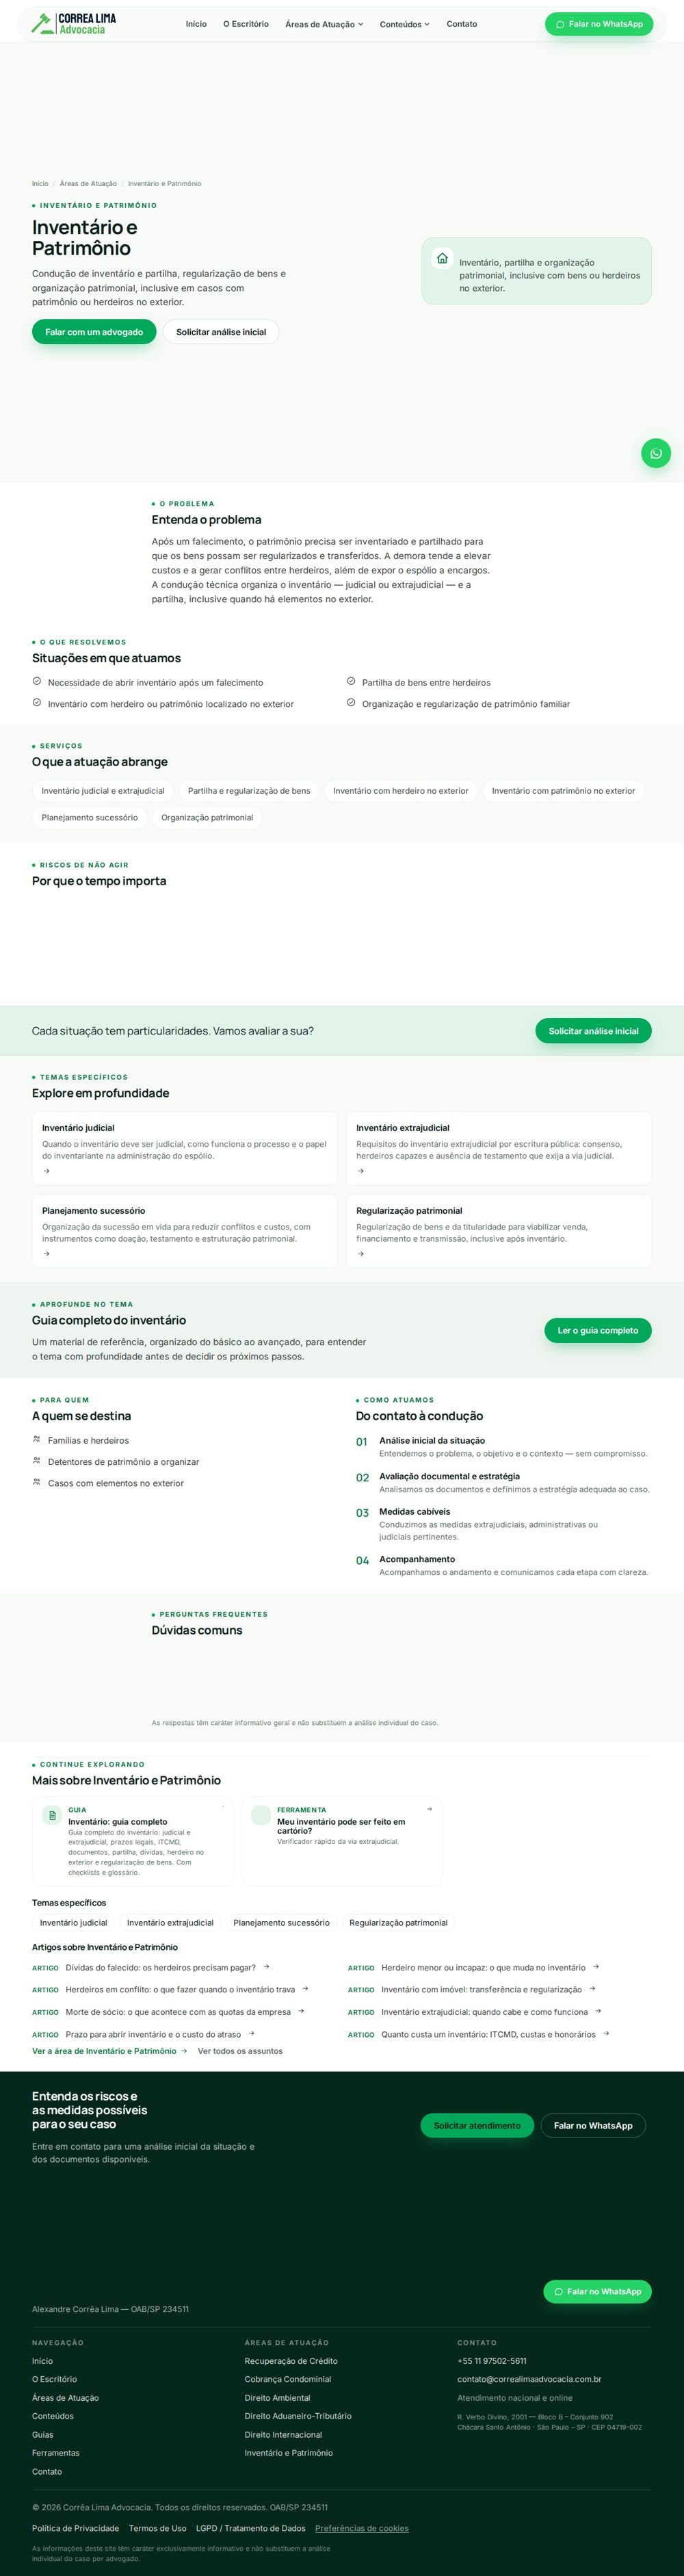 CORREA LIMA
Advocacia
Início
O Escritório
Áreas de Atuação
Conteúdos
Contato
Falar no WhatsApp
Início / Áreas de Atuação / Inventário e Patrimônio
INVENTÁRIO E PATRIMÔNIO
Inventário e
Patrimônio
Condução de inventário e partilha, regularização de bens e
organização patrimonial, inclusive em casos com
patrimônio ou herdeiros no exterior.
Falar com um advogado
Solicitar análise inicial
Inventário, partilha e organização
patrimonial, inclusive com bens ou herdeiros
no exterior.
O PROBLEMA
Entenda o problema
Após um falecimento, o patrimônio precisa ser inventariado e partilhado para
que os bens possam ser regularizados e transferidos. A demora tende a elevar
custos e a gerar conflitos entre herdeiros, além de expor o espólio a encargos.
A condução técnica organiza o inventário — judicial ou extrajudicial — e a
partilha, inclusive quando há elementos no exterior.
O QUE RESOLVEMOS
Situações em que atuamos
Necessidade de abrir inventário após um falecimento
Partilha de bens entre herdeiros
Inventário com herdeiro ou patrimônio localizado no exterior
Organização e regularização de patrimônio familiar
SERVIÇOS
O que a atuação abrange
Inventário judicial e extrajudicial
Partilha e regularização de bens
Inventário com herdeiro no exterior
Inventário com patrimônio no exterior
Planejamento sucessório
Organização patrimonial
RISCOS DE NÃO AGIR
Por que o tempo importa
Cada situação tem particularidades. Vamos avaliar a sua?
Solicitar análise inicial
TEMAS ESPECÍFICOS
Explore em profundidade
Inventário judicial
Quando o inventário deve ser judicial, como funciona o processo e o papel
do inventariante na administração do espólio.
Inventário extrajudicial
Requisitos do inventário extrajudicial por escritura pública: consenso,
herdeiros capazes e ausência de testamento que exija a via judicial.
Planejamento sucessório
Organização da sucessão em vida para reduzir conflitos e custos, com
instrumentos como doação, testamento e estruturação patrimonial.
Regularização patrimonial
Regularização de bens e da titularidade para viabilizar venda,
financiamento e transmissão, inclusive após inventário.
APROFUNDE NO TEMA
Guia completo do inventário
Um material de referência, organizado do básico ao avançado, para entender
o tema com profundidade antes de decidir os próximos passos.
Ler o guia completo
PARA QUEM
A quem se destina
Famílias e herdeiros
Detentores de patrimônio a organizar
Casos com elementos no exterior
COMO ATUAMOS
Do contato à condução
01 Análise inicial da situação
Entendemos o problema, o objetivo e o contexto — sem compromisso.
02 Avaliação documental e estratégia
Analisamos os documentos e definimos a estratégia adequada ao caso.
03 Medidas cabíveis
Conduzimos as medidas extrajudiciais, administrativas ou
judiciais pertinentes.
04 Acompanhamento
Acompanhamos o andamento e comunicamos cada etapa com clareza.
PERGUNTAS FREQUENTES
Dúvidas comuns
As respostas têm caráter informativo geral e não substituem a análise individual do caso.
CONTINUE EXPLORANDO
Mais sobre Inventário e Patrimônio
GUIA
Inventário: guia completo
Guia completo do inventário: judicial e
extrajudicial, prazos legais, ITCMD,
documentos, partilha, dívidas, herdeiro no
exterior e regularização de bens. Com
checklists e glossário.
FERRAMENTA
Meu inventário pode ser feito em
cartório?
Verificador rápido da via extrajudicial.
Temas específicos
Inventário judicial
Inventário extrajudicial
Planejamento sucessório
Regularização patrimonial
Artigos sobre Inventário e Patrimônio
ARTIGO Dívidas do falecido: os herdeiros precisam pagar?
ARTIGO Herdeiro menor ou incapaz: o que muda no inventário
ARTIGO Herdeiros em conflito: o que fazer quando o inventário trava
ARTIGO Inventário com imóvel: transferência e regularização
ARTIGO Morte de sócio: o que acontece com as quotas da empresa
ARTIGO Inventário extrajudicial: quando cabe e como funciona
ARTIGO Prazo para abrir inventário e o custo do atraso
ARTIGO Quanto custa um inventário: ITCMD, custas e honorários
Ver a área de Inventário e Patrimônio
Ver todos os assuntos
Entenda os riscos e
as medidas possíveis
para o seu caso
Entre em contato para uma análise inicial da situação e
dos documentos disponíveis.
Solicitar atendimento
Falar no WhatsApp
Falar no WhatsApp
Alexandre Corrêa Lima — OAB/SP 234511
NAVEGAÇÃO
Início
O Escritório
Áreas de Atuação
Conteúdos
Guias
Ferramentas
Contato
ÁREAS DE ATUAÇÃO
Recuperação de Crédito
Cobrança Condominial
Direito Ambiental
Direito Aduaneiro-Tributário
Direito Internacional
Inventário e Patrimônio
CONTATO
+55 11 97502-5611
contato@correalimaadvocacia.com.br
Atendimento nacional e online
R. Verbo Divino, 2001 — Bloco B – Conjunto 902
Chácara Santo Antônio · São Paulo – SP · CEP 04719-002
© 2026 Corrêa Lima Advocacia. Todos os direitos reservados. OAB/SP 234511
Política de Privacidade
Termos de Uso
LGPD / Tratamento de Dados
Preferências de cookies
As informações deste site têm caráter exclusivamente informativo e não substituem a análise
individual do caso por advogado.